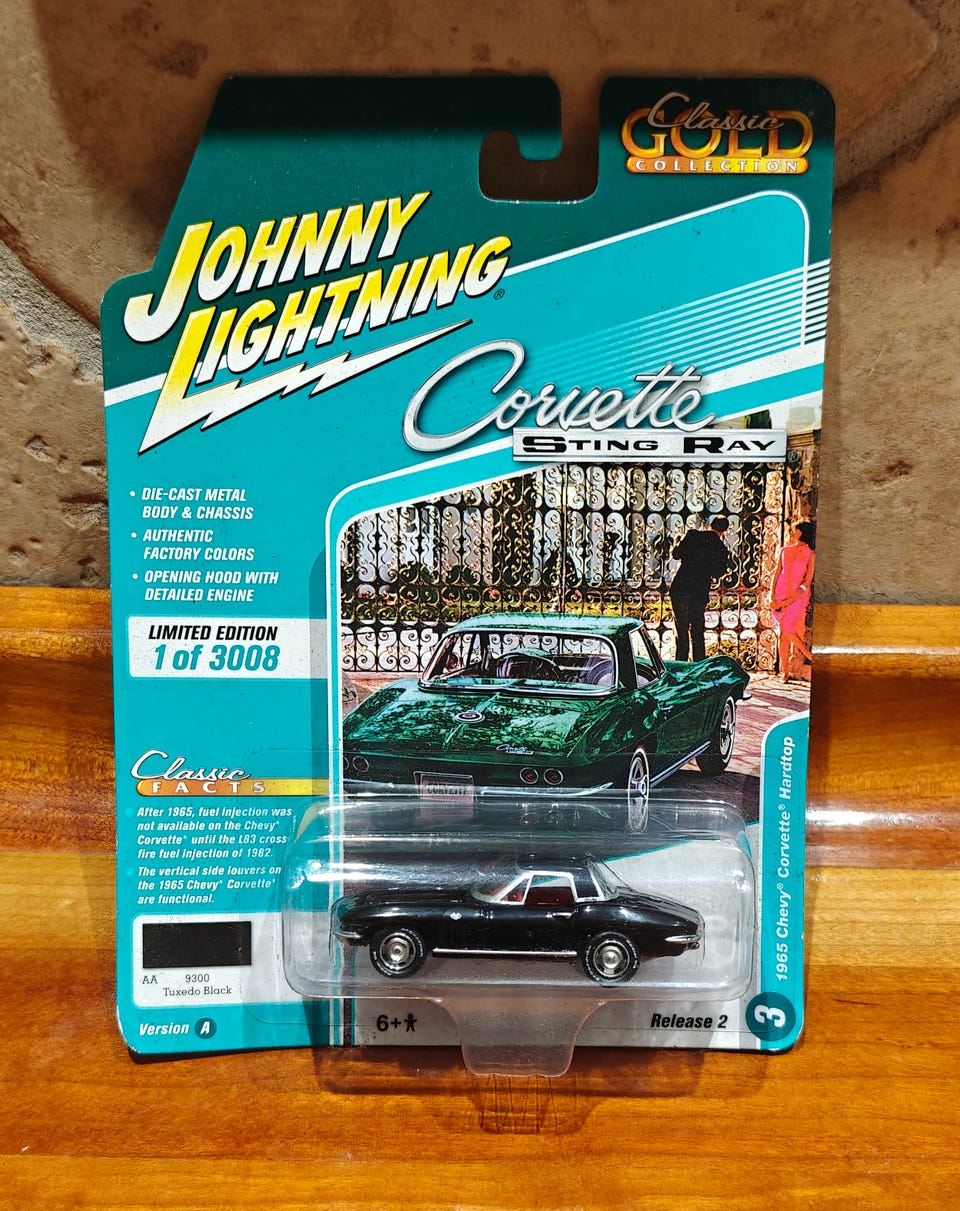 Classic
GOLD
COLLECTION
JOHNNY
LIGHTNING®
Corvette
STING RAY®
• DIE-CAST METAL
BODY & CHASSIS
• AUTHENTIC
FACTORY COLORS
• OPENING HOOD WITH
DETAILED ENGINE
LIMITED EDITION
1 of 3008
Classic
FACTS
• After 1965, fuel injection was
not available on the Chevy®
Corvette® until the L83 cross
fire fuel injection of 1982.
• The vertical side louvers on
the 1965 Chevy® Corvette®
are functional.
AA 9300
Tuxedo Black
Version A
6+
Release 2
3
1965 Chevy® Corvette® Hardtop
Corvette
CORVETTE